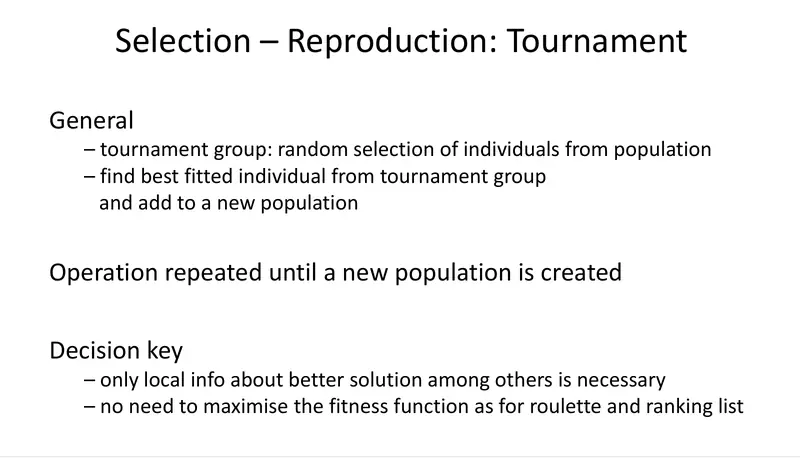 Selection – Reproduction: Tournament
General
– tournament group: random selection of individuals from population
– find best fitted individual from tournament group
and add to a new population
Operation repeated until a new population is created
Decision key
– only local info about better solution among others is necessary
– no need to maximise the fitness function as for roulette and ranking list